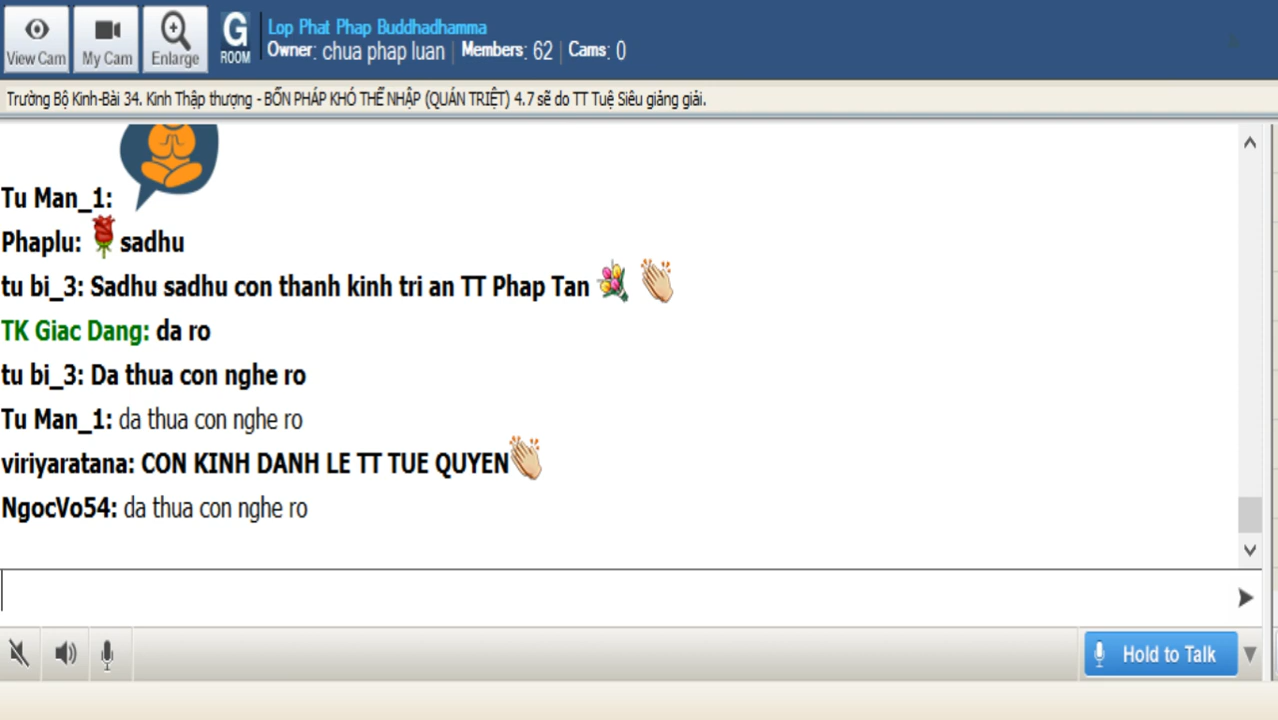 View Cam
My Cam
Enlarge
G
ROOM
Lop Phat Phap Buddhadhamma
Owner: chua phap luan | Members: 62 | Cams: 0
Trường Bộ Kinh-Bài 34. Kinh Thập thượng - BỐN PHÁP KHÓ THỂ NHẬP (QUÁN TRIỆT) 4.7 sẽ do TT Tuệ Siêu giảng giải.
Tu Man_1:
Phaplu: sadhu
tu bi_3: Sadhu sadhu con thanh kinh tri an TT Phap Tan
TK Giac Dang: da ro
tu bi_3: Da thua con nghe ro
Tu Man_1: da thua con nghe ro
viriyaratana: CON KINH DANH LE TT TUE QUYEN
NgocVo54: da thua con nghe ro
Hold to Talk